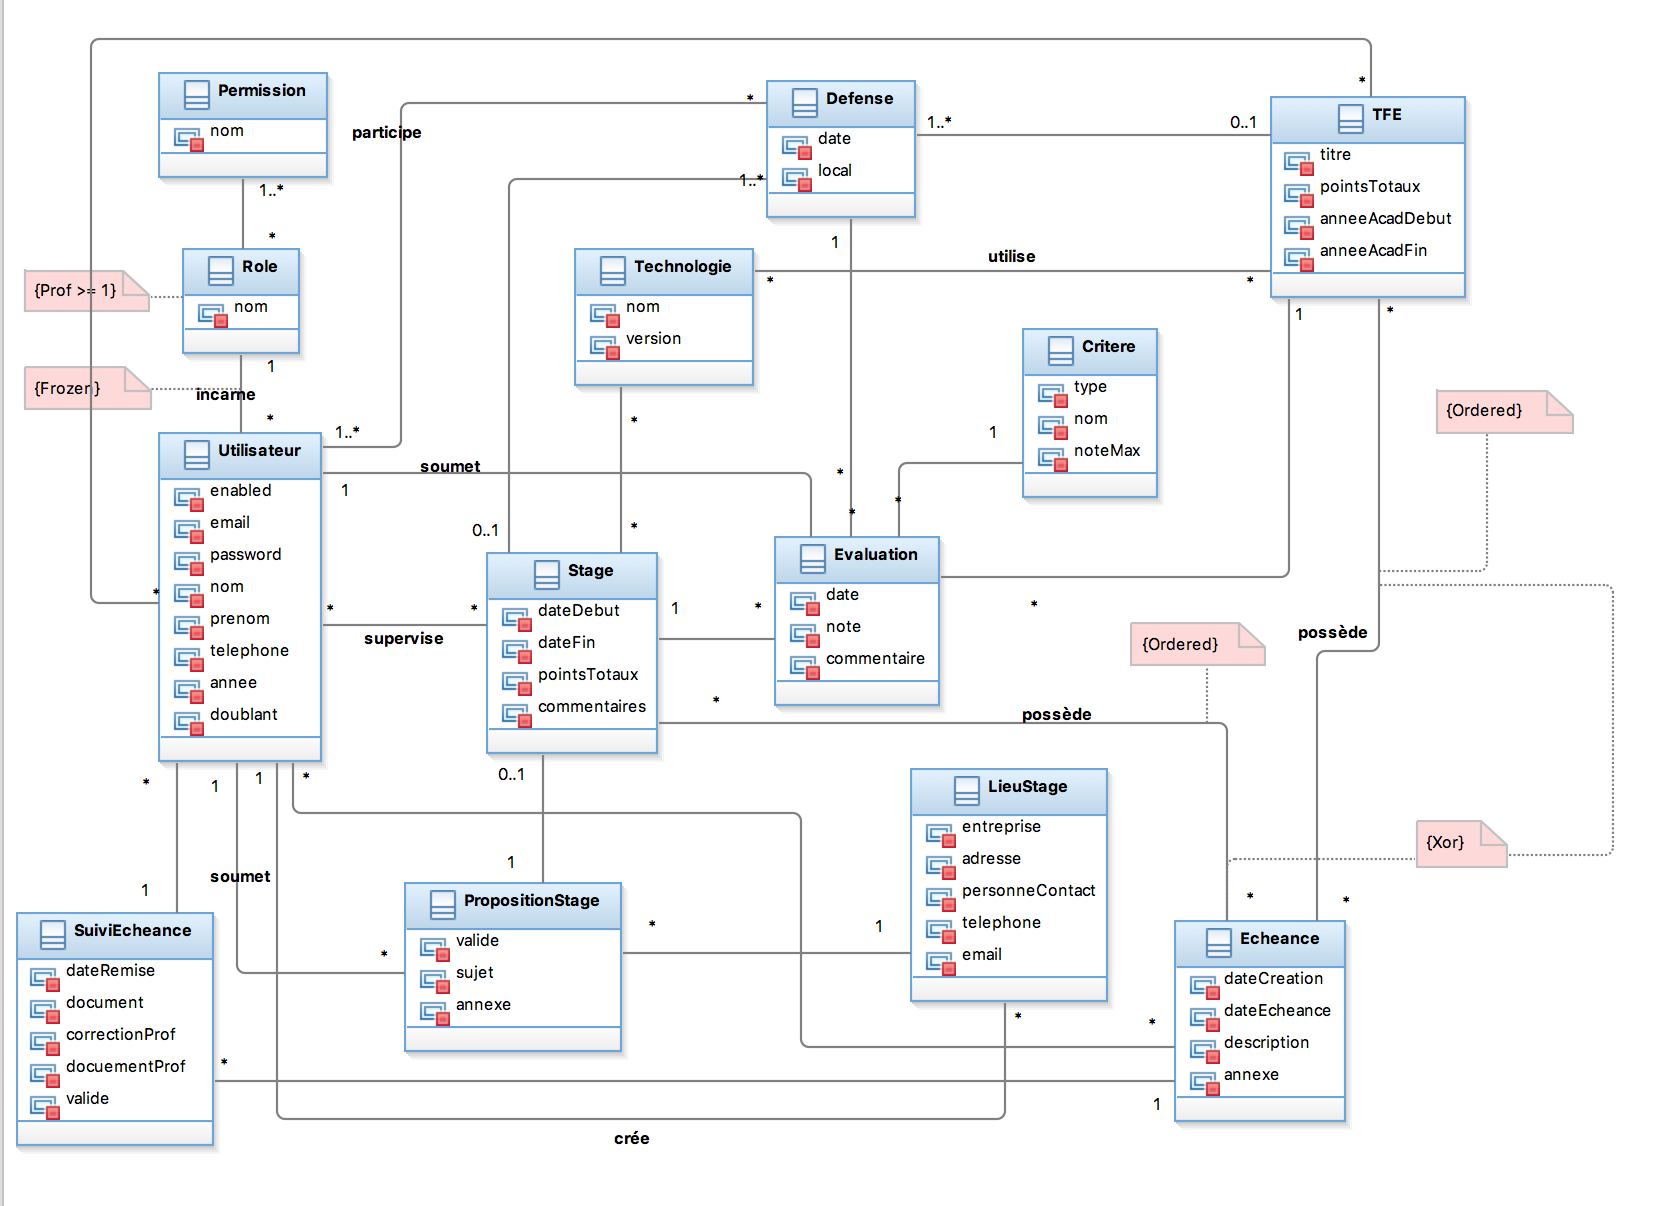 *
Permission
nom
participe
*
Defense
date
local
1..*
0..1
TFE
titre
pointsTotaux
anneeAcadDebut
anneeAcadFin
1..*
1..*
*
{Prof >= 1}
Role
nom
1
Technologie
nom
version
*
utilise
*
1
1
*
{Frozen}
incarne
*
Critere
type
nom
noteMax
1
{Ordered}
1..*
soumet
1
*
*
*
*
0..1
*
Utilisateur
enabled
email
password
nom
prenom
telephone
annee
doublant
*
*
supervise
*
Stage
dateDebut
dateFin
pointsTotaux
commentaires
1
*
Evaluation
date
note
commentaire
*
{Ordered}
possède
*
possède
*
1
1
*
0..1
1
soumet
1
*
PropositionStage
valide
sujet
annexe
*
1
LieuStage
entreprise
adresse
personneContact
telephone
email
*
{Xor}
*
*
SuiviEcheance
dateRemise
document
correctionProf
docuementProf
valide
*
*
Echeance
dateCreation
dateEcheance
description
annexe
1
crée